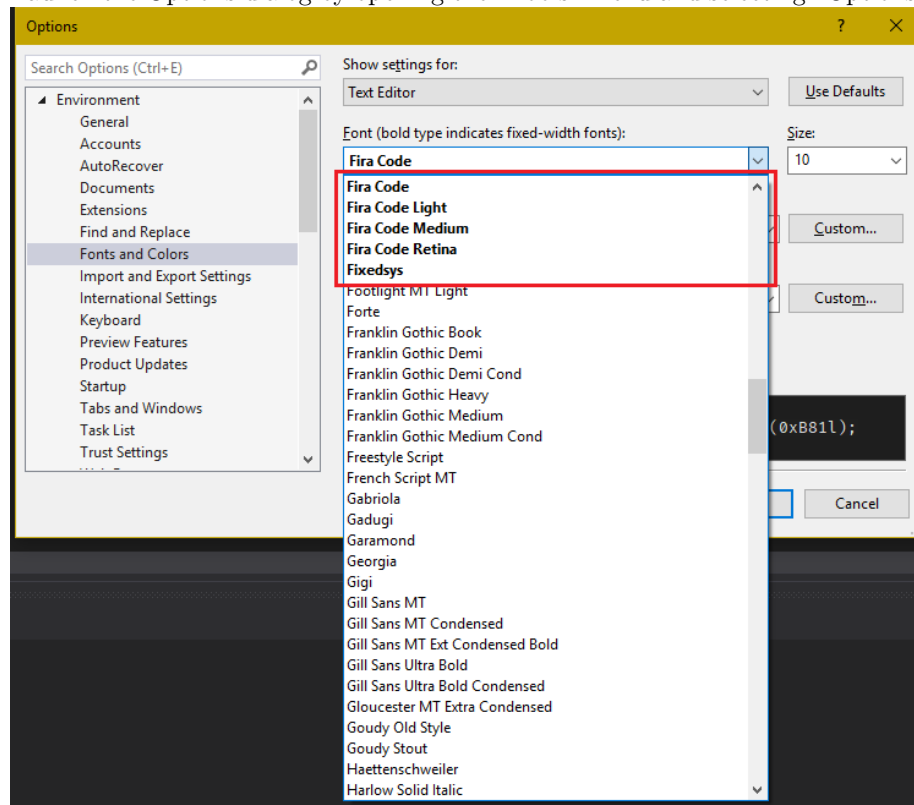 Options ?
Search Options (Ctrl+E)
Environment
General
Accounts
AutoRecover
Documents
Extensions
Find and Replace
Fonts and Colors
Import and Export Settings
International Settings
Keyboard
Preview Features
Product Updates
Startup
Tabs and Windows
Task List
Trust Settings
Show settings for:
Text Editor
Use Defaults
Font (bold type indicates fixed-width fonts):
Size:
Fira Code
10
Fira Code
Fira Code Light
Fira Code Medium
Fira Code Retina
Fixedsys
Footlight MT Light
Forte
Franklin Gothic Book
Franklin Gothic Demi
Franklin Gothic Demi Cond
Franklin Gothic Heavy
Franklin Gothic Medium
Franklin Gothic Medium Cond
Freestyle Script
French Script MT
Gabriola
Gadugi
Garamond
Georgia
Gigi
Gill Sans MT
Gill Sans MT Condensed
Gill Sans MT Ext Condensed Bold
Gill Sans Ultra Bold
Gill Sans Ultra Bold Condensed
Gloucester MT Extra Condensed
Goudy Old Style
Goudy Stout
Haettenschweiler
Harlow Solid Italic
Custom...
Custom...
(0xB81l);
Cancel